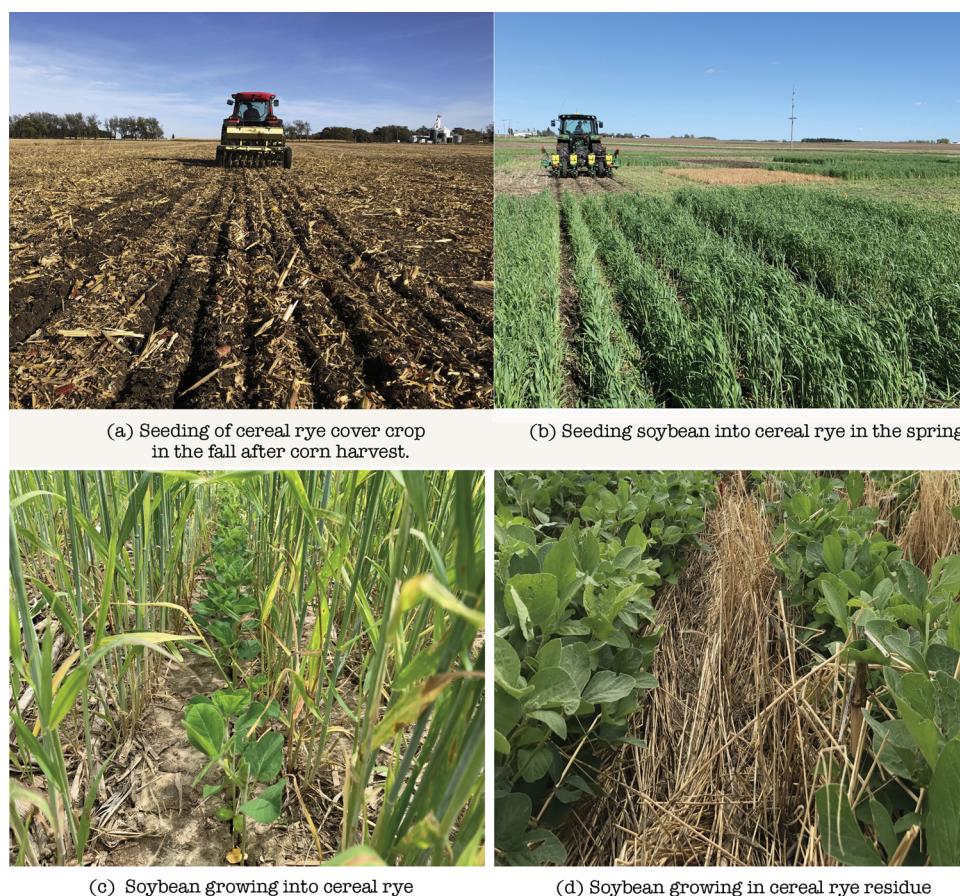 (a) Seeding of cereal rye cover crop
in the fall after corn harvest.
(b) Seeding soybean into cereal rye in the spring
(c) Soybean growing into cereal rye
(d) Soybean growing in cereal rye residue